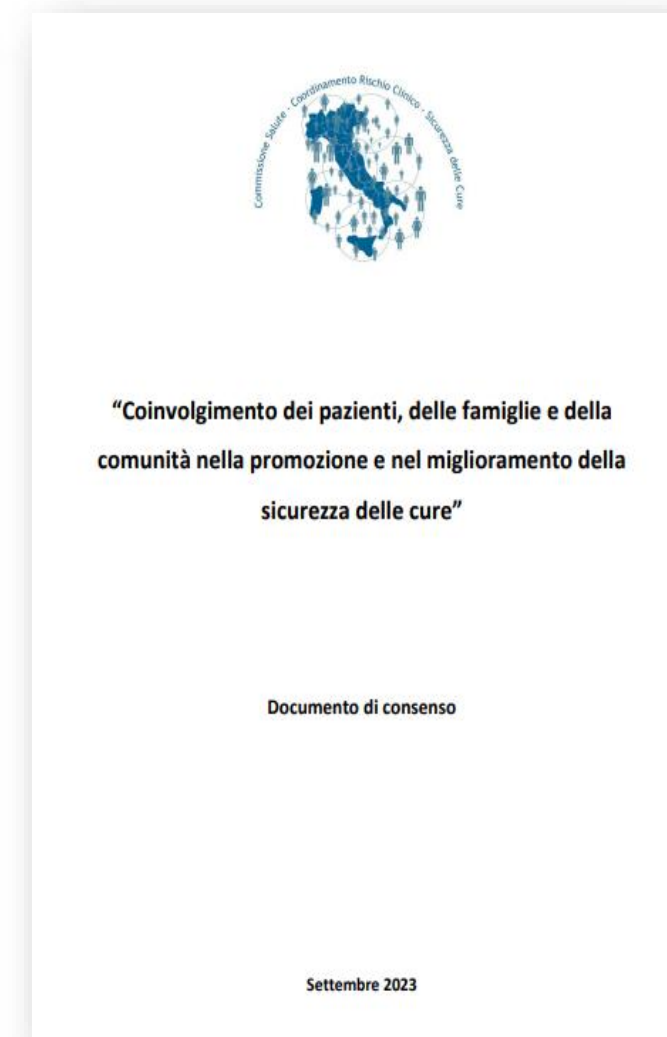 Commissione Salute - Coordinamento Rischio Clinico - Sicurezza delle Cure
“Coinvolgimento dei pazienti, delle famiglie e della
comunità nella promozione e nel miglioramento della
sicurezza delle cure”
Documento di consenso
Settembre 2023